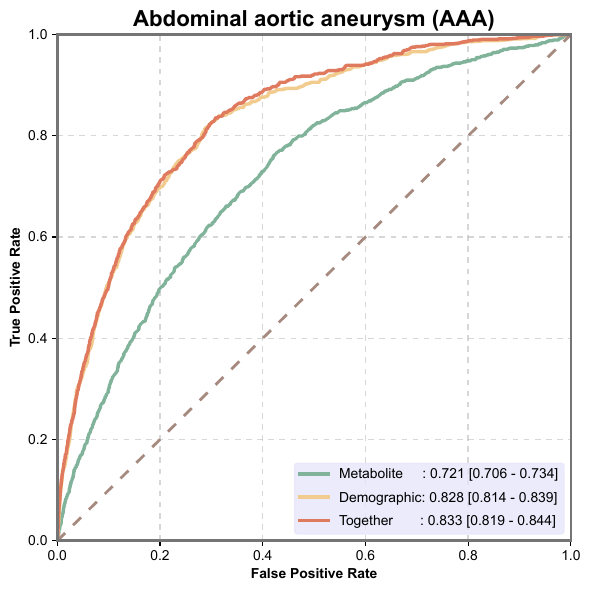 Abdominal aortic aneurysm (AAA)
1.0
0.8
0.6
0.4
0.2
0.0
True Positive Rate
Metabolite : 0.721 [0.706 - 0.734]
Demographic: 0.828 [0.814 - 0.839]
Together : 0.833 [0.819 - 0.844]
0.0 0.2 0.4 0.6 0.8 1.0
False Positive Rate